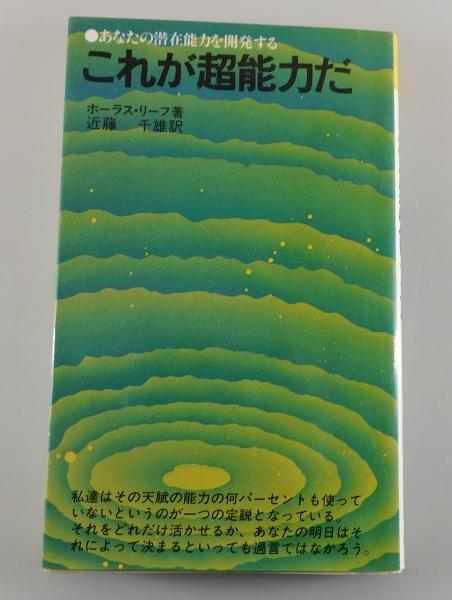 ●あなたの潜在能力を開発する
これが超能力だ
ホーラス・リーフ著
近藤 千雄訳
私達はその天賦の能力の何パーセントも使って
いないというのが一つの定説となっている。
それをどれだけ活かせるか、あなたの明日はそ
れによって決まるといっても過言ではなかろう。